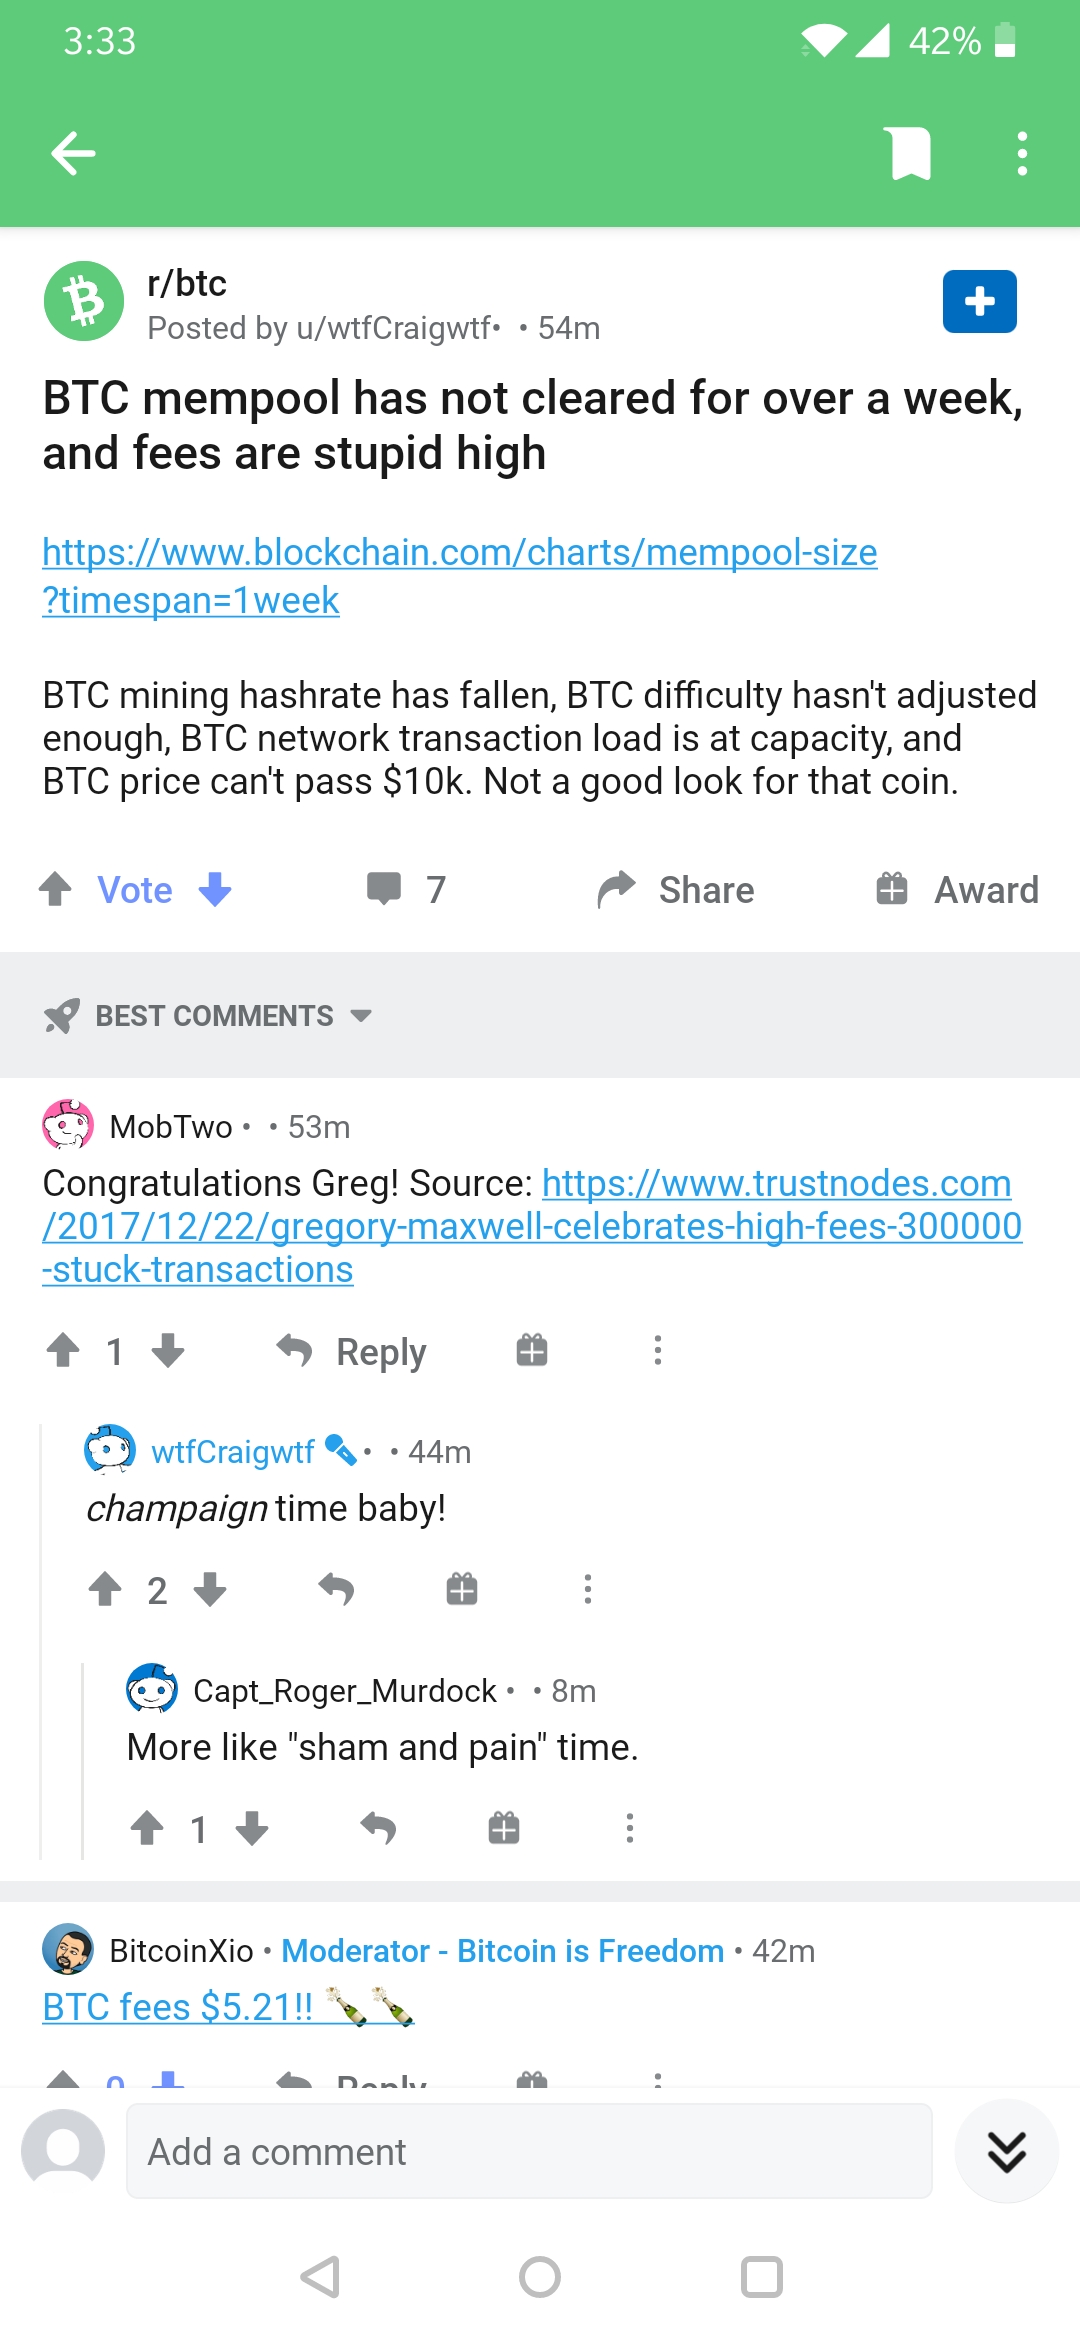 3:33
42%
r/btc
Posted by u/wtfCraigwtf• • 54m
BTC mempool has not cleared for over a week,
and fees are stupid high
https://www.blockchain.com/charts/mempool-size
?timespan=1week
BTC mining hashrate has fallen, BTC difficulty hasn't adjusted
enough, BTC network transaction load is at capacity, and
BTC price can't pass $10k. Not a good look for that coin.
Vote 7 Share Award
BEST COMMENTS
MobTwo • • 53m
Congratulations Greg! Source: https://www.trustnodes.com
/2017/12/22/gregory-maxwell-celebrates-high-fees-300000
-stuck-transactions
1 Reply
wtfCraigwtf • • 44m
champaign time baby!
2
Capt_Roger_Murdock • • 8m
More like "sham and pain" time.
1
BitcoinXio • Moderator - Bitcoin is Freedom • 42m
BTC fees $5.21!! 🍾🍾
0 Reply
Add a comment